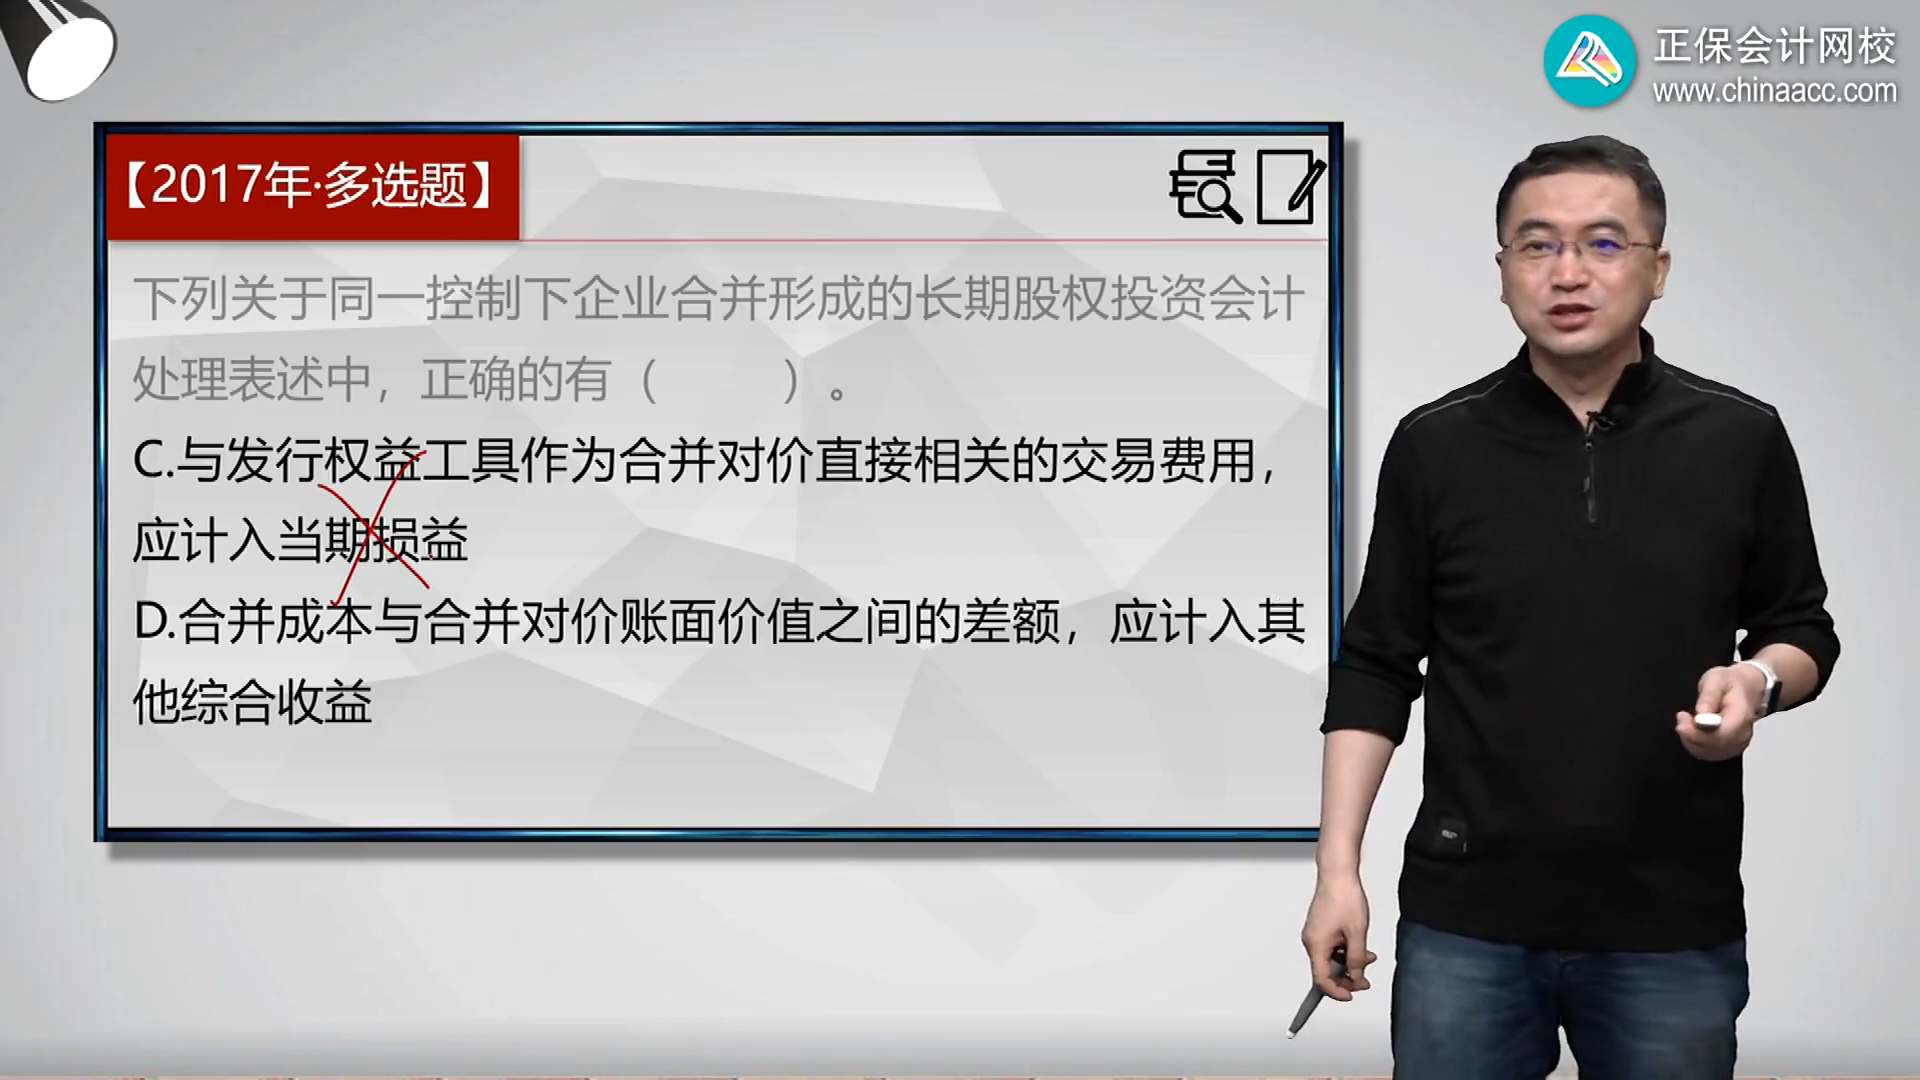 正保会计网校
www.chinaacc.com
【2017年·多选题】
下列关于同一控制下企业合并形成的长期股权投资会计
处理表述中，正确的有（　　）。
C.与发行权益工具作为合并对价直接相关的交易费用，
应计入当期损益
D.合并成本与合并对价账面价值之间的差额，应计入其
他综合收益